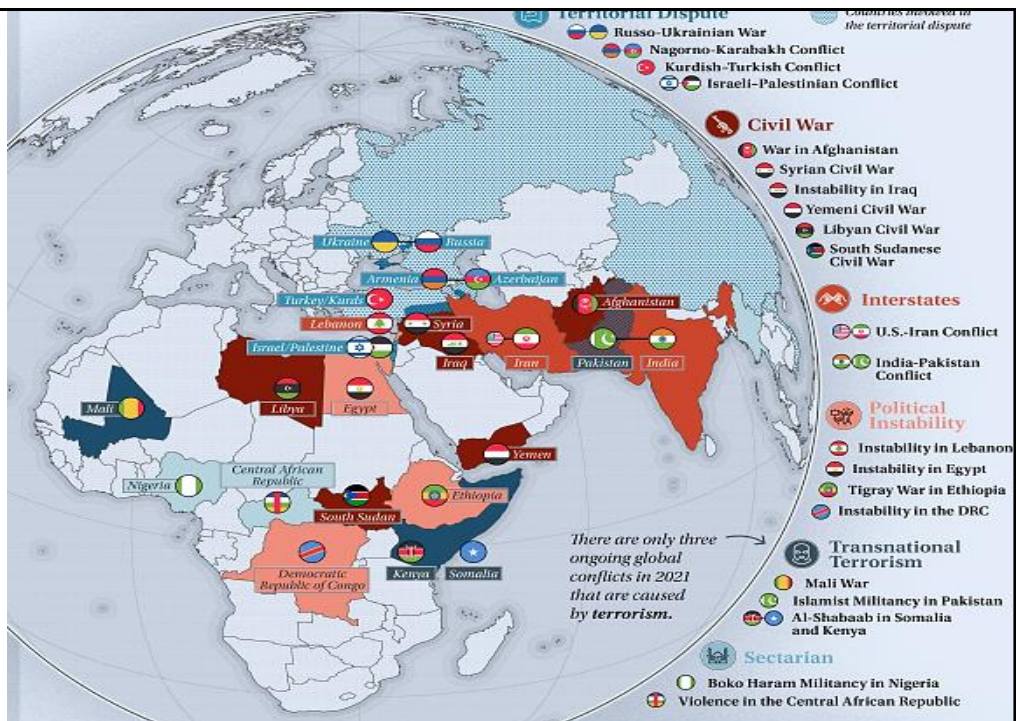 Territorial Dispute
Countries involved in
the territorial dispute
Russo-Ukrainian War
Nagorno-Karabakh Conflict
Kurdish-Turkish Conflict
Israeli-Palestinian Conflict
Civil War
War in Afghanistan
Syrian Civil War
Instability in Iraq
Yemeni Civil War
Libyan Civil War
South Sudanese
Civil War
Interstates
U.S.-Iran Conflict
India-Pakistan
Conflict
Political
Instability
Instability in Lebanon
Instability in Egypt
Tigray War in Ethiopia
Instability in the DRC
Transnational
Terrorism
Mali War
Islamist Militancy in Pakistan
Al-Shabaab in Somalia
and Kenya
Sectarian
Boko Haram Militancy in Nigeria
Violence in the Central African Republic
Ukraine
Russia
Armenia
Azerbaijan
Turkey/Kurds
Afghanistan
Lebanon
Syria
Israel/Palestine
Iraq
Iran
Pakistan
India
Mali
Libya
Egypt
Yemen
Nigeria
Central African
Republic
South Sudan
Ethiopia
Democratic
Republic of Congo
Kenya
Somalia
There are only three
ongoing global
conflicts in 2021
that are caused
by terrorism.